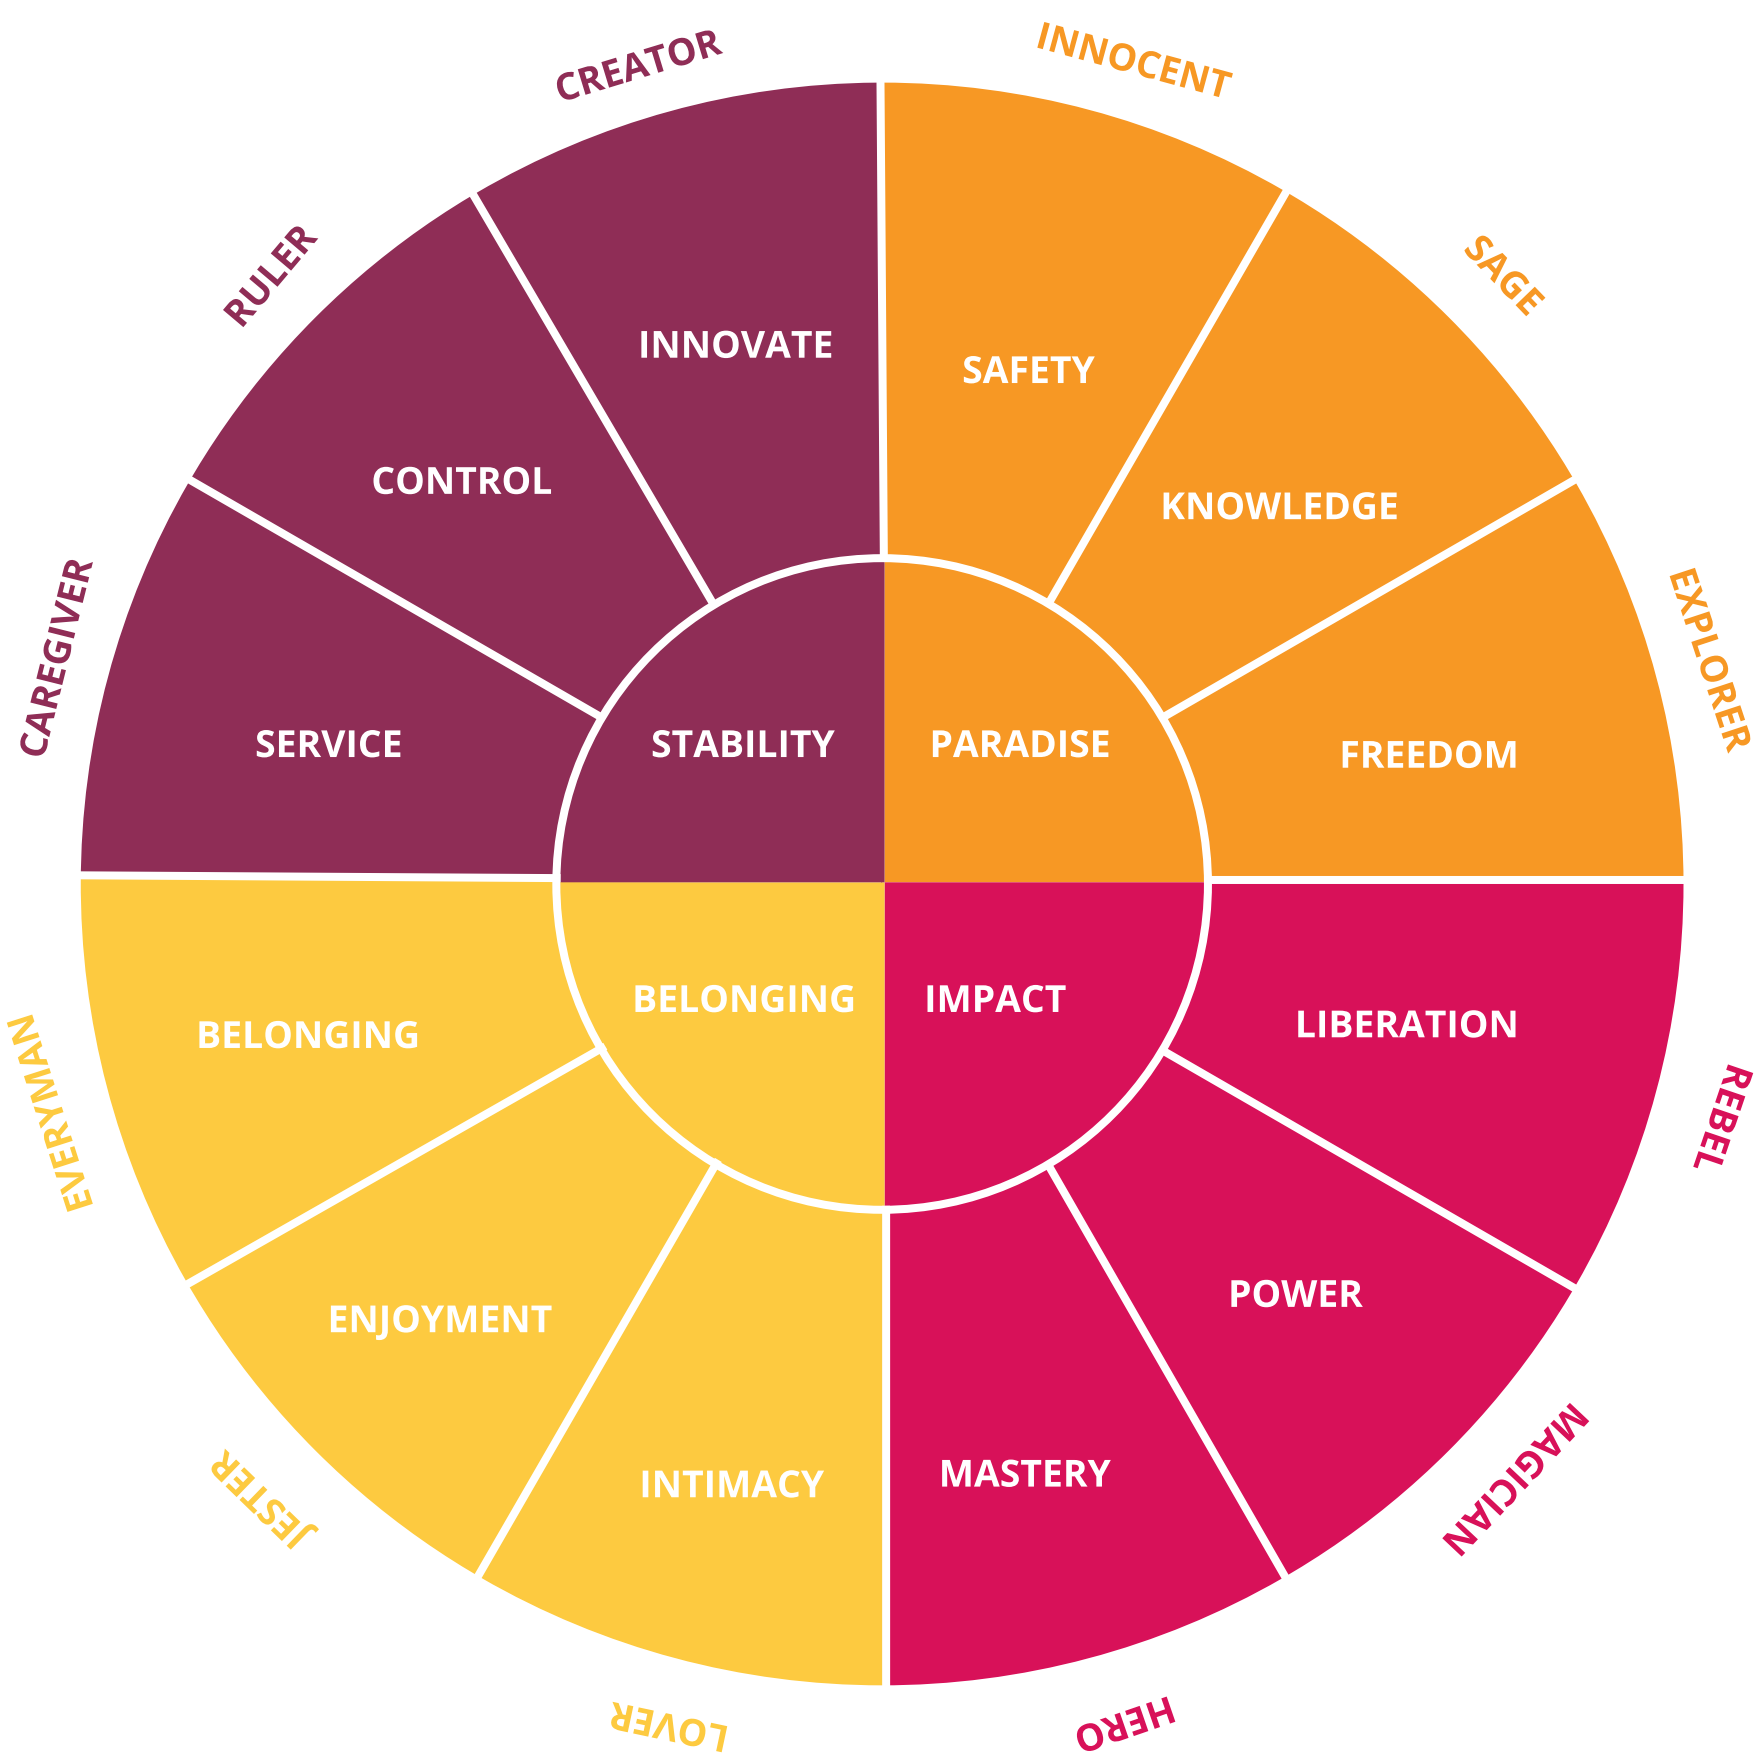 CREATOR
INNOCENT
RULER
SAGE
INNOVATE
SAFETY
CONTROL
KNOWLEDGE
CAREGIVER
EXPLORER
SERVICE
STABILITY
PARADISE
FREEDOM
BELONGING
BELONGING
IMPACT
LIBERATION
EVERYMAN
REBEL
ENJOYMENT
POWER
INTIMACY
MASTERY
JESTER
MAGICIAN
LOVER
HERO